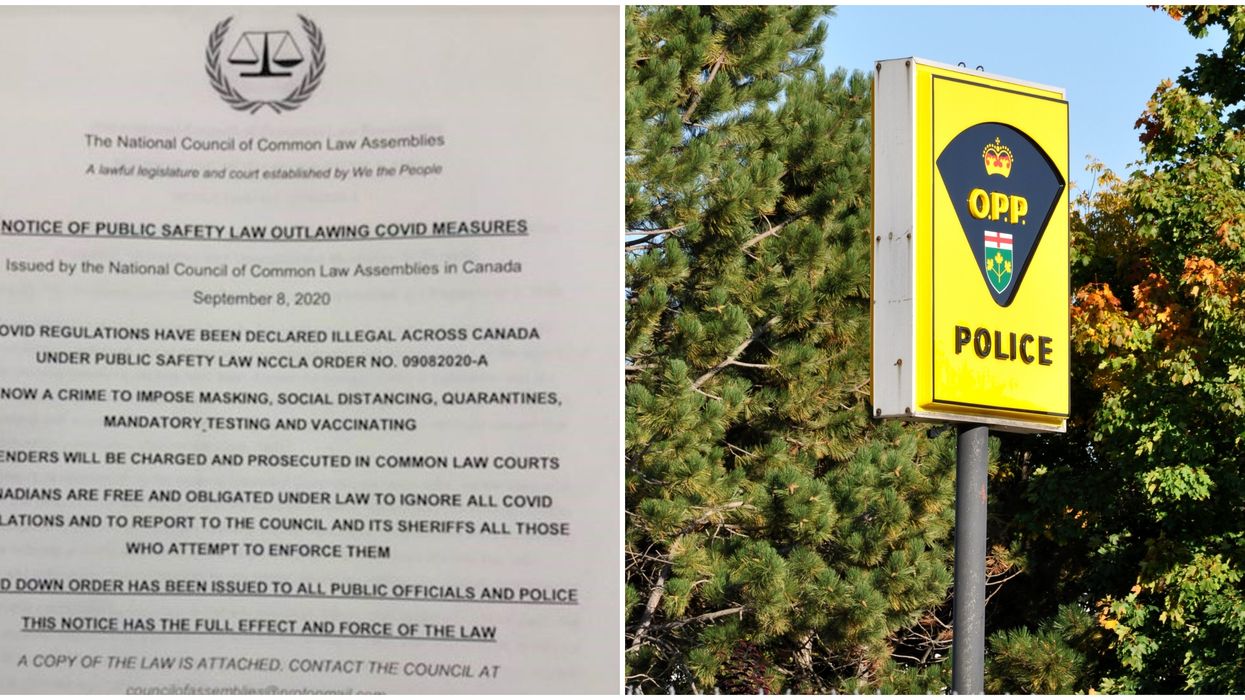 The National Council of Common Law Assemblies
A lawful legislature and court established by We the People
NOTICE OF PUBLIC SAFETY LAW OUTLAWING COVID MEASURES
Issued by the National Council of Common Law Assemblies in Canada
September 8, 2020
OVID REGULATIONS HAVE BEEN DECLARED ILLEGAL ACROSS CANADA
UNDER PUBLIC SAFETY LAW NCCLA ORDER NO. 09082020-A
NOW A CRIME TO IMPOSE MASKING, SOCIAL DISTANCING, QUARANTINES,
MANDATORY TESTING AND VACCINATING
ENDERS WILL BE CHARGED AND PROSECUTED IN COMMON LAW COURTS
NADIANS ARE FREE AND OBLIGATED UNDER LAW TO IGNORE ALL COVID
LATIONS AND TO REPORT TO THE COUNCIL AND ITS SHERIFFS ALL THOSE
WHO ATTEMPT TO ENFORCE THEM
D DOWN ORDER HAS BEEN ISSUED TO ALL PUBLIC OFFICIALS AND POLICE
THIS NOTICE HAS THE FULL EFFECT AND FORCE OF THE LAW
A COPY OF THE LAW IS ATTACHED. CONTACT THE COUNCIL AT
councilofassemblies@protonmail.com
O.P.P.
POLICE